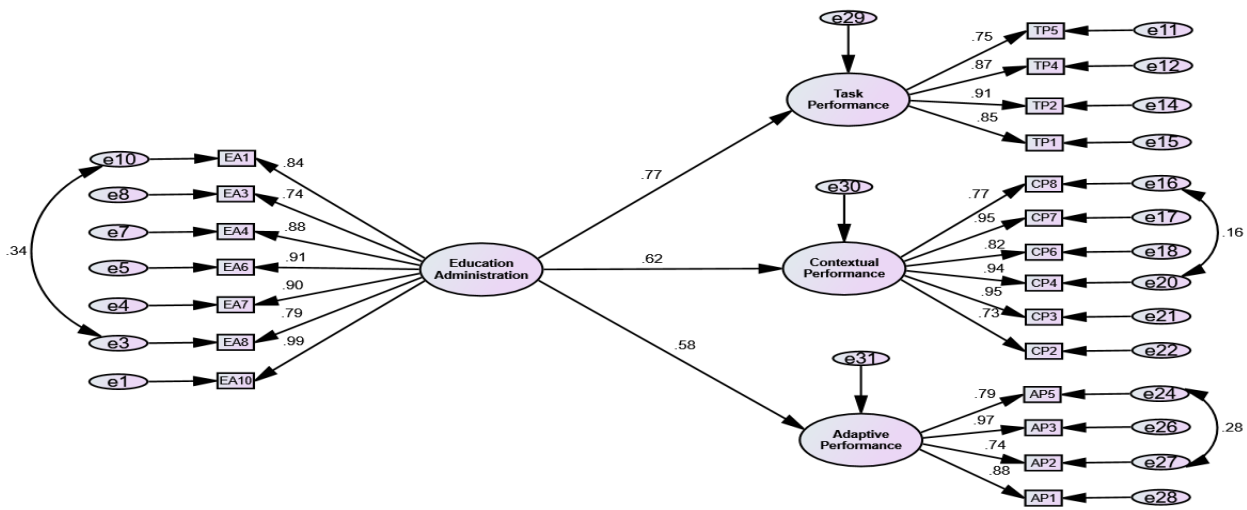 e29
.75
TP5
e11
.87
TP4
e12
Task
Performance
.91
TP2
e14
.85
TP1
e15
e10
EA1
.84
.77
e30
.77
CP8
e16
e8
EA3
.74
.95
CP7
e17
.34
e7
EA4
.88
.82
CP6
e18
.16
e5
EA6
.91
Education
Administration
.62
Contextual
Performance
.94
CP4
e20
e4
EA7
.90
.95
CP3
e21
e3
EA8
.79
.73
CP2
e22
e1
EA10
.99
.58
e31
.79
AP5
e24
.97
AP3
e26
.28
Adaptive
Performance
.74
AP2
e27
.88
AP1
e28